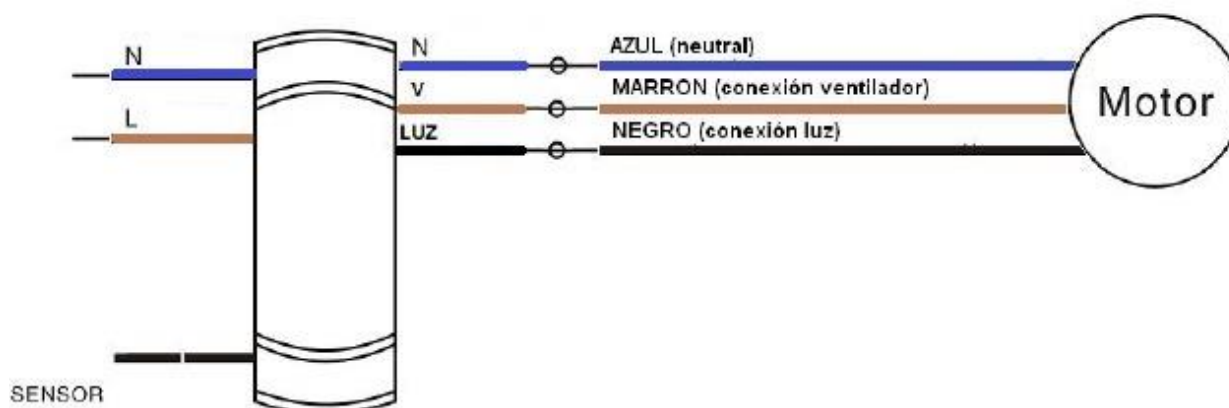 N
L
SENSOR
N
V
LUZ
AZUL (neutral)
MARRON (conexión ventilador)
NEGRO (conexión luz)
Motor